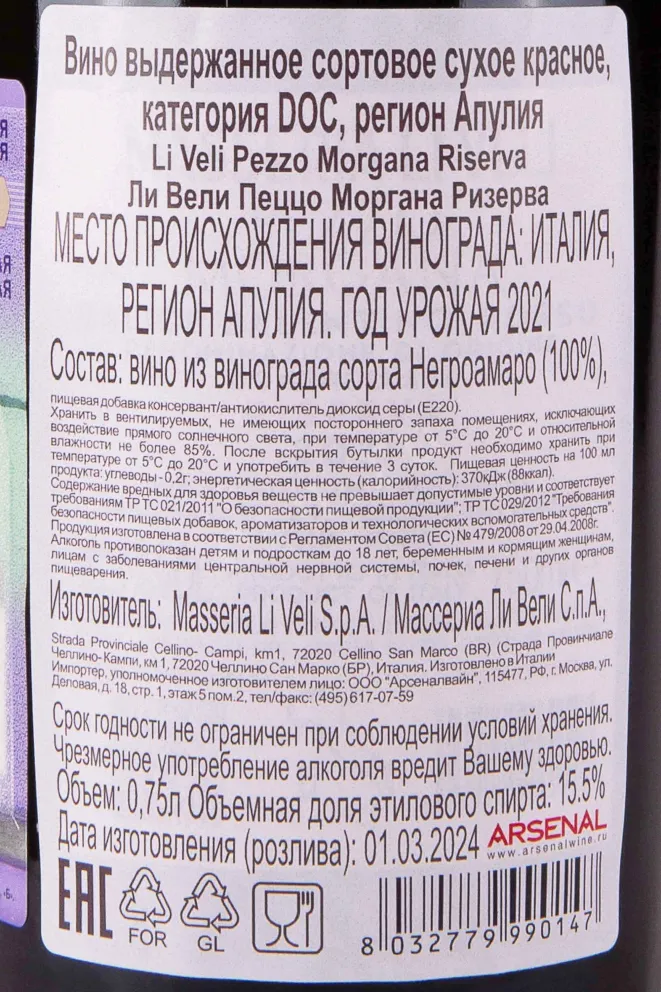 Вино выдержанное сортовое сухое красное,
категория DOC, регион Апулия
Li Veli Pezzo Morgana Riserva
Ли Вели Пеццо Моргана Ризерва
МЕСТО ПРОИСХОЖДЕНИЯ ВИНОГРАДА: ИТАЛИЯ,
РЕГИОН АПУЛИЯ. ГОД УРОЖАЯ 2021
Состав: вино из винограда сорта Негроамаро (100%),
пищевая добавка консервант/антиокислитель диоксид серы (Е220).
Хранить в вентилируемых, не имеющих постороннего запаха помещениях, исключающих
воздействие прямого солнечного света, при температуре от 5°С до 20°С и относительной
влажности не более 85%. После вскрытия бутылки продукт необходимо хранить при
температуре от 5°С до 20°С и употребить в течение 3 суток. Пищевая ценность на 100 мл
продукта: углеводы - 0,2г; энергетическая ценность (калорийность): 370кДж (88ккал).
Содержание вредных для здоровья веществ не превышает допустимые уровни и соответствует
требованиям ТР ТС 021/2011 "О безопасности пищевой продукции"; ТР ТС 029/2012 "Требования
безопасности пищевых добавок, ароматизаторов и технологических вспомогательных средств".
Продукция изготовлена в соответствии с Регламентом Совета (ЕС) № 479/2008 от 29.04.2008г.
Алкоголь противопоказан детям и подросткам до 18 лет, беременным и кормящим женщинам,
лицам с заболеваниями центральной нервной системы, почек, печени и других органов
пищеварения.
Изготовитель: Masseria Li Veli S.p.A. / Массериа Ли Вели С.п.А.,
Strada Provinciale Cellino- Campi, km1, 72020 Cellino San Marco (BR) (Страда Провинчиале
Челлино-Кампи, км 1, 72020 Челлино Сан Марко (БР), Италия. Изготовлено в Италии
Импортер, уполномоченное изготовителем лицо: ООО "Арсеналвайн", 115477, РФ, г. Москва, ул.
Деловая, д. 18, стр. 1, этаж 5 пом. 2, тел/факс: (495) 617-07-59
Срок годности не ограничен при соблюдении условий хранения.
Чрезмерное употребление алкоголя вредит Вашему здоровью.
Объем: 0,75л Объемная доля этилового спирта: 15.5%
Дата изготовления (розлива): 01.03.2024
ARSENAL
www.arsenalwine.ru
EAC
FOR
GL
8 032779 990147